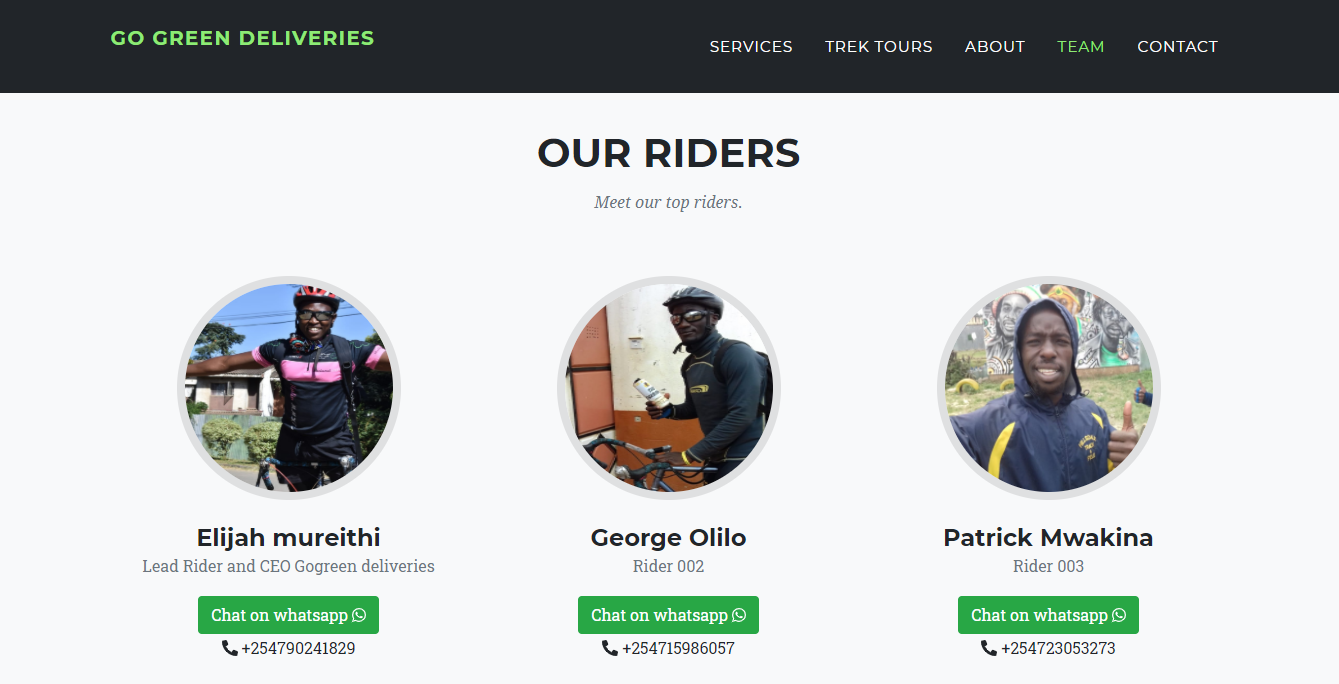 GO GREEN DELIVERIES
SERVICES TREK TOURS ABOUT TEAM CONTACT
OUR RIDERS
Meet our top riders.
Elijah mureithi
Lead Rider and CEO Gogreen deliveries
Chat on whatsapp
+254790241829
George Olilo
Rider 002
Chat on whatsapp
+254715986057
Patrick Mwakina
Rider 003
Chat on whatsapp
+254723053273